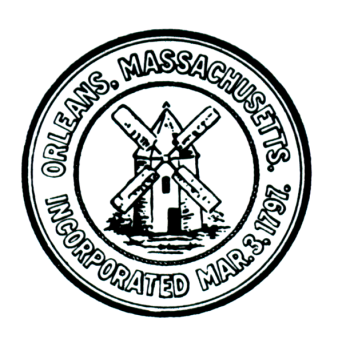 ORLEANS, MASSACHUSETTS.
INCORPORATED MAR. 3, 1797.